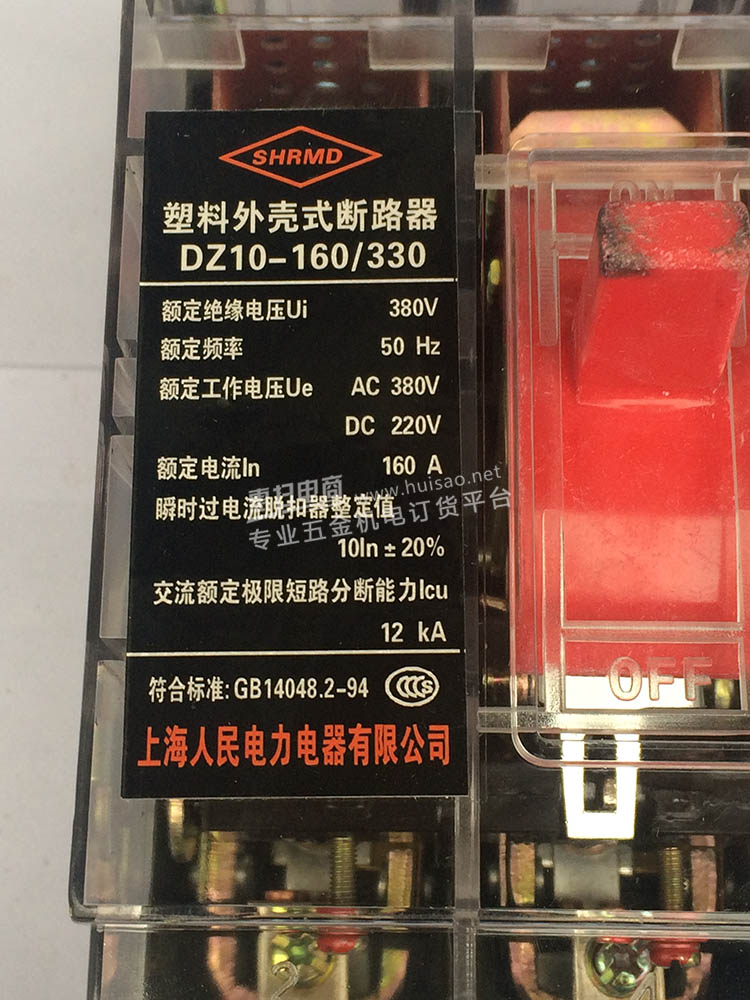 SHRMD
塑料外壳式断路器
DZ10-160/330
额定绝缘电压Ui 380V
额定频率 50 Hz
额定工作电压Ue AC 380V
DC 220V
额定电流In 160 A
www.huisao.net
瞬时过电流脱扣器整定值
专业五金机电订货平台
10In±20%
交流额定极限短路分断能力Icu
12 kA
符合标准:GB14048.2-94 CCCS
上海人民电力电器有限公司
ON
OFF
2